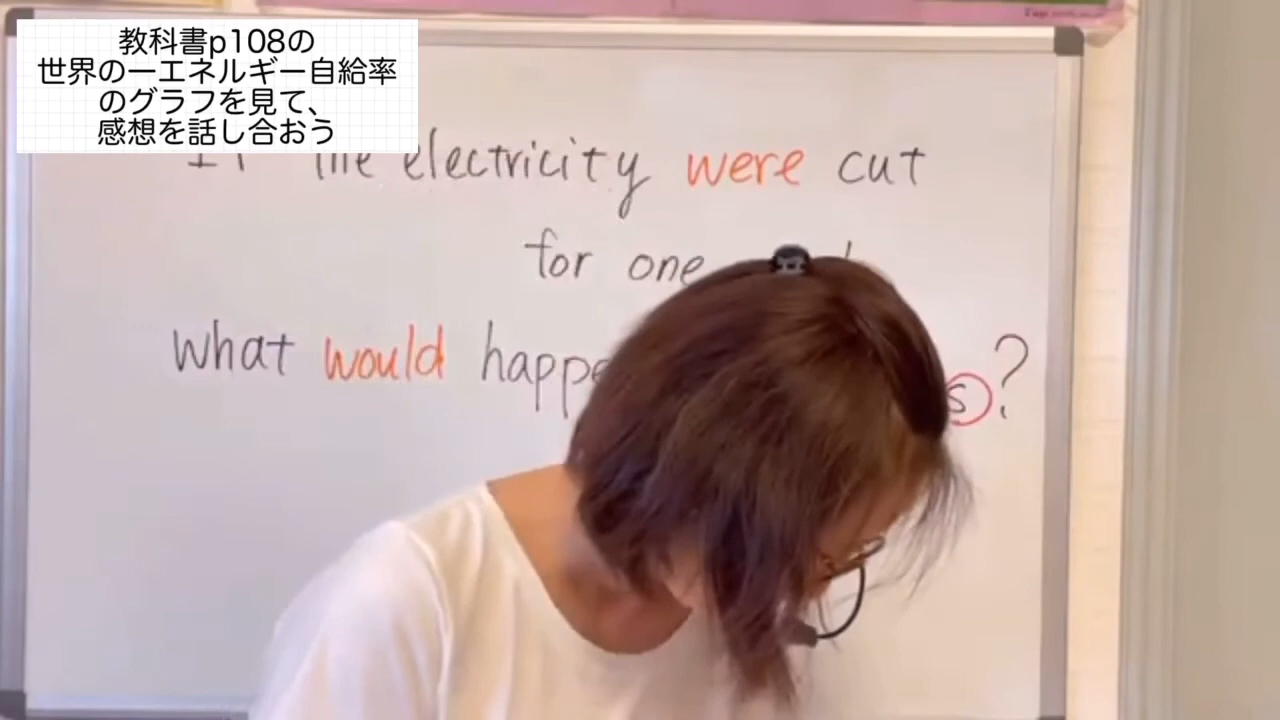 教科書p108の
世界の一エネルギー自給率
のグラフを見て、
感想を話し合おう
If the electricity were cut
for one
What would happe
s?